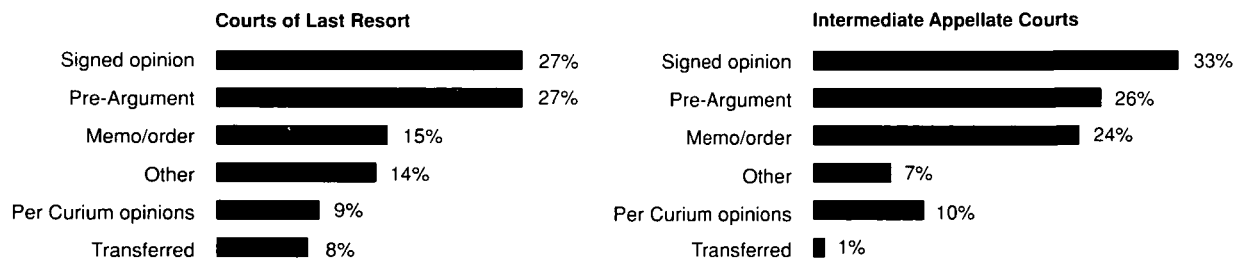 Courts of Last Resort
Signed opinion 27%
Pre-Argument 27%
Memo/order 15%
Other 14%
Per Curium opinions 9%
Transferred 8%
Intermediate Appellate Courts
Signed opinion 33%
Pre-Argument 26%
Memo/order 24%
Other 7%
Per Curium opinions 10%
Transferred 1%